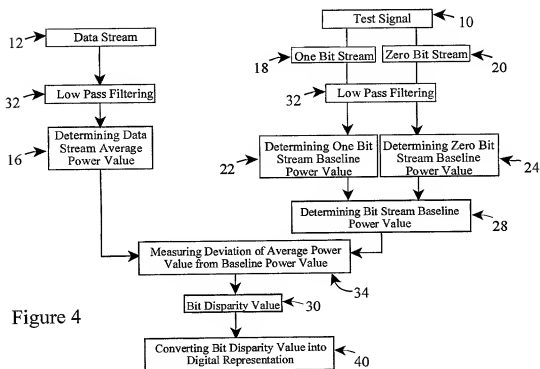 Test Signal
10
12
Data Stream
18
One Bit Stream
Zero Bit Stream
20
32
Low Pass Filtering
32
Low Pass Filtering
16
Determining Data
Stream Average
Power Value
22
Determining One Bit
Stream Baseline
Power Value
Determining Zero Bit
Stream Baseline
Power Value
24
Determining Bit Stream Baseline
Power Value
28
Measuring Deviation of Average Power
Value from Baseline Power Value
34
Bit Disparity Value
30
Figure 4
Converting Bit Disparity Value into
Digital Representation
40